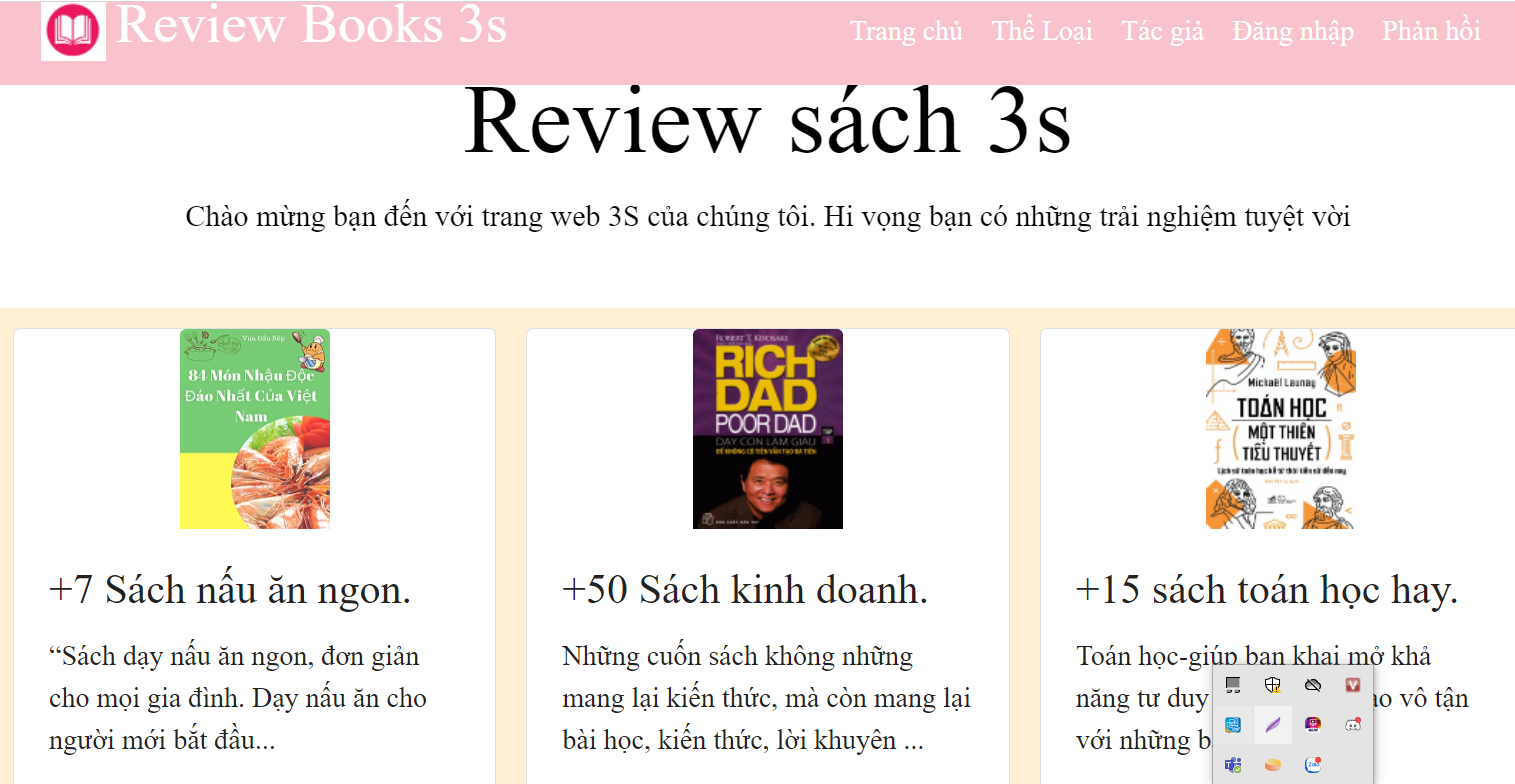 Review Books 3s
Trang chủ Thể Loại Tác giả Đăng nhập Phản hồi
Review sách 3s
Chào mừng bạn đến với trang web 3S của chúng tôi. Hi vọng bạn có những trải nghiệm tuyệt vời
Vua Đầu Bếp
84 Món Nhậu Độc
Đáo Nhất Của Việt
Nam
ROBERT T. KIYOSAKI
RICH
DAD
POOR DAD
DẠY CON LÀM GIÀU
ĐỂ KHÔNG CÓ TIỀN VẪN TẠO RA TIỀN
Mickaël Launay
TOÁN HỌC
MỘT THIÊN
TIỂU THUYẾT
Lịch sử toán học kể từ thời tiền sử đến nay
+7 Sách nấu ăn ngon.
“Sách dạy nấu ăn ngon, đơn giản
cho mọi gia đình. Dạy nấu ăn cho
người mới bắt đầu...
+50 Sách kinh doanh.
Những cuốn sách không những
mang lại kiến thức, mà còn mang lại
bài học, kiến thức, lời khuyên ...
+15 sách toán học hay.
Toán học-giúp bạn khai mở khả
năng tư duy ạo vô tận
với những b
Zalo